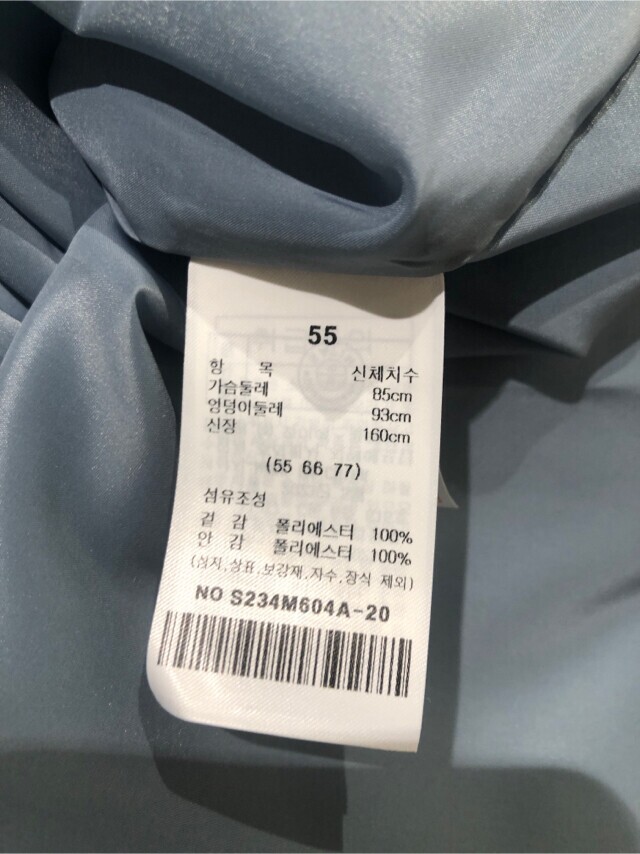 55
항 목 신체치수
가슴둘레 85cm
엉덩이둘레 93cm
신장 160cm
(55 66 77)
섬유조성
겉 감 폴리에스터 100%
안 감 폴리에스터 100%
(심지,상표,보강재,자수,장식 제외)
NO S234M604A-20